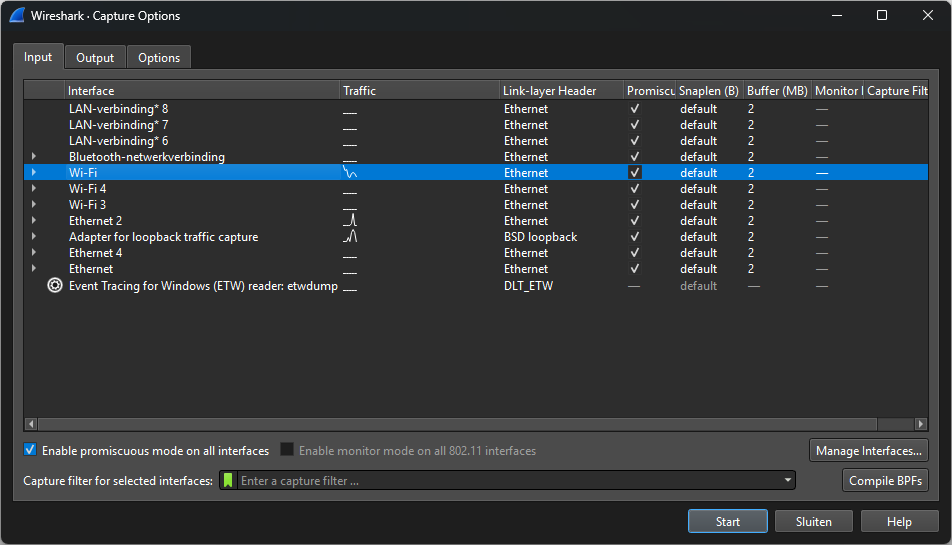 Wireshark · Capture Options
Input Output Options
Interface Traffic Link-layer Header Promiscu Snaplen (B) Buffer (MB) Monitor I Capture Filt
LAN-verbinding* 8 Ethernet ✓ default 2 —
LAN-verbinding* 7 Ethernet ✓ default 2 —
LAN-verbinding* 6 Ethernet ✓ default 2 —
Bluetooth-netwerkverbinding Ethernet ✓ default 2 —
Wi-Fi Ethernet ✓ default 2 —
Wi-Fi 4 Ethernet ✓ default 2 —
Wi-Fi 3 Ethernet ✓ default 2 —
Ethernet 2 Ethernet ✓ default 2 —
Adapter for loopback traffic capture BSD loopback ✓ default 2 —
Ethernet 4 Ethernet ✓ default 2 —
Ethernet Ethernet ✓ default 2 —
Event Tracing for Windows (ETW) reader: etwdump DLT_ETW — default — —
Enable promiscuous mode on all interfaces Enable monitor mode on all 802.11 interfaces Manage Interfaces...
Capture filter for selected interfaces: Enter a capture filter ... Compile BPFs
Start Sluiten Help